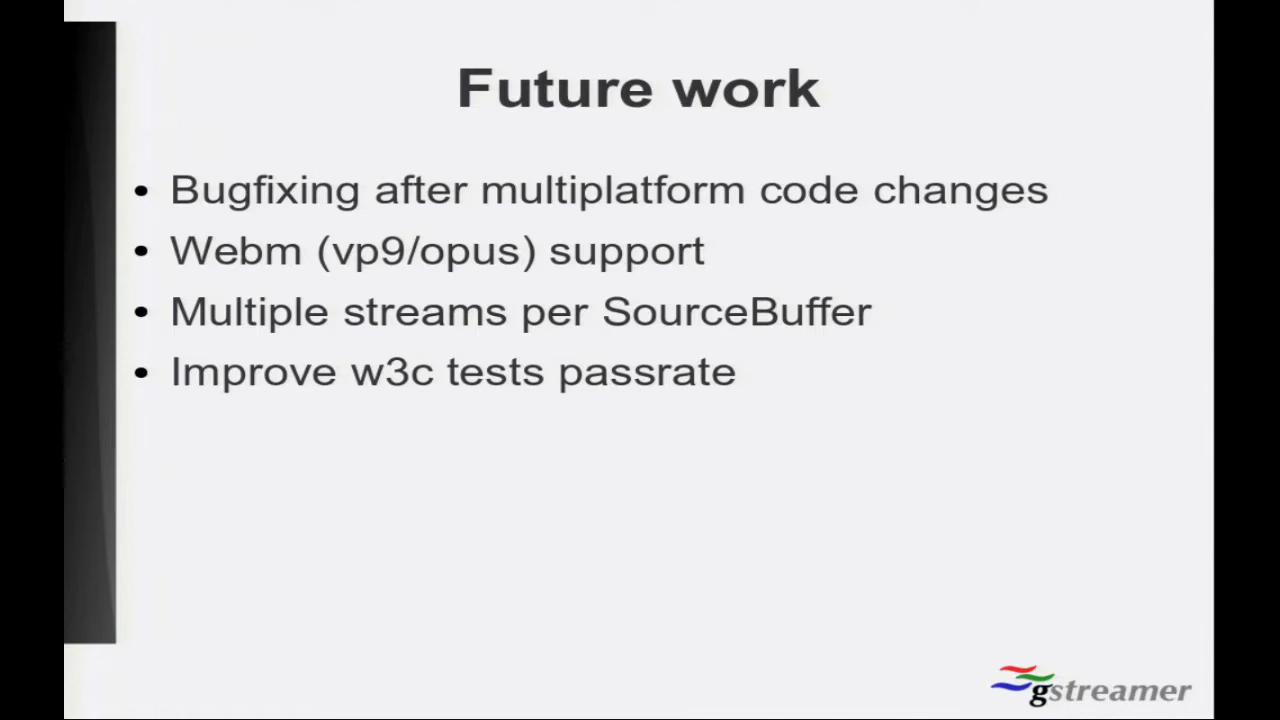 Future work
• Bugfixing after multiplatform code changes
• Webm (vp9/opus) support
• Multiple streams per SourceBuffer
• Improve w3c tests passrate
gstreamer